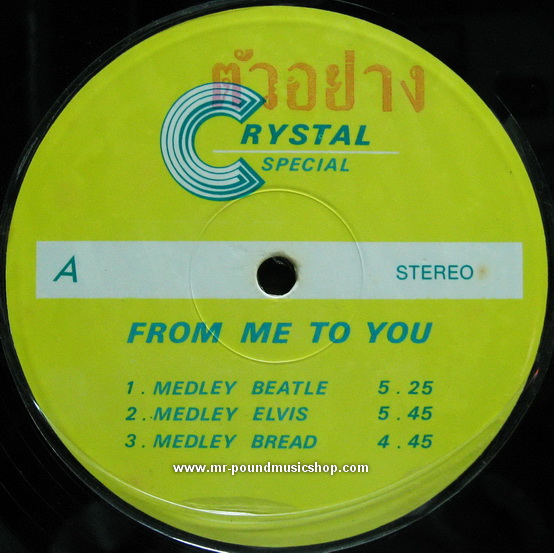 ตัวอย่าง
CRYSTAL
SPECIAL
A STEREO
FROM ME TO YOU
1. MEDLEY BEATLE 5.25
2. MEDLEY ELVIS 5.45
3. MEDLEY BREAD 4.45
www.mr-poundmusicshop.com